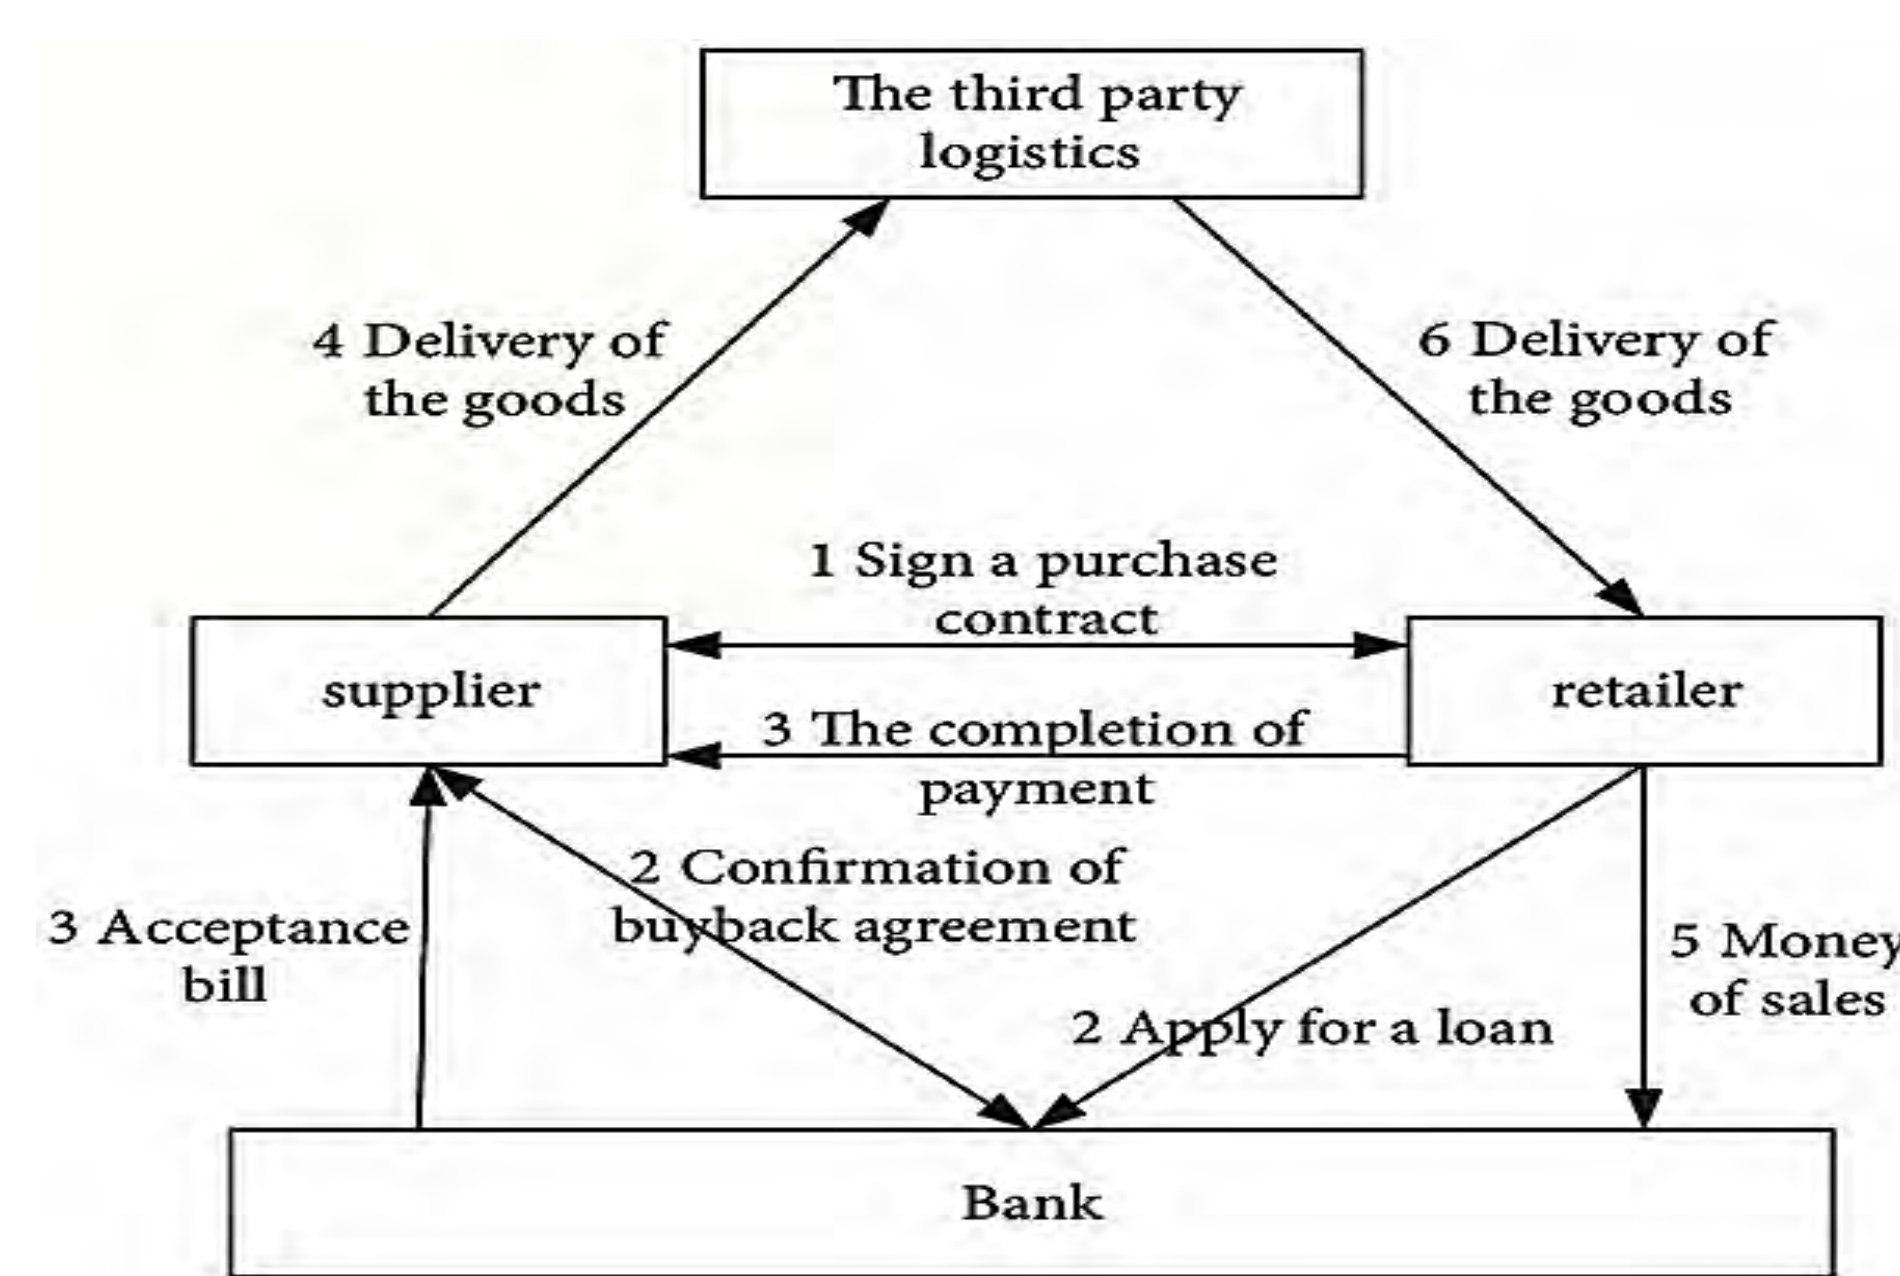 The third party
logistics
4 Delivery of
the goods
6 Delivery of
the goods
1 Sign a purchase
contract
supplier
retailer
3 The completion of
payment
2 Confirmation of
buyback agreement
3 Acceptance
bill
5 Money
of sales
2 Apply for a loan
Bank